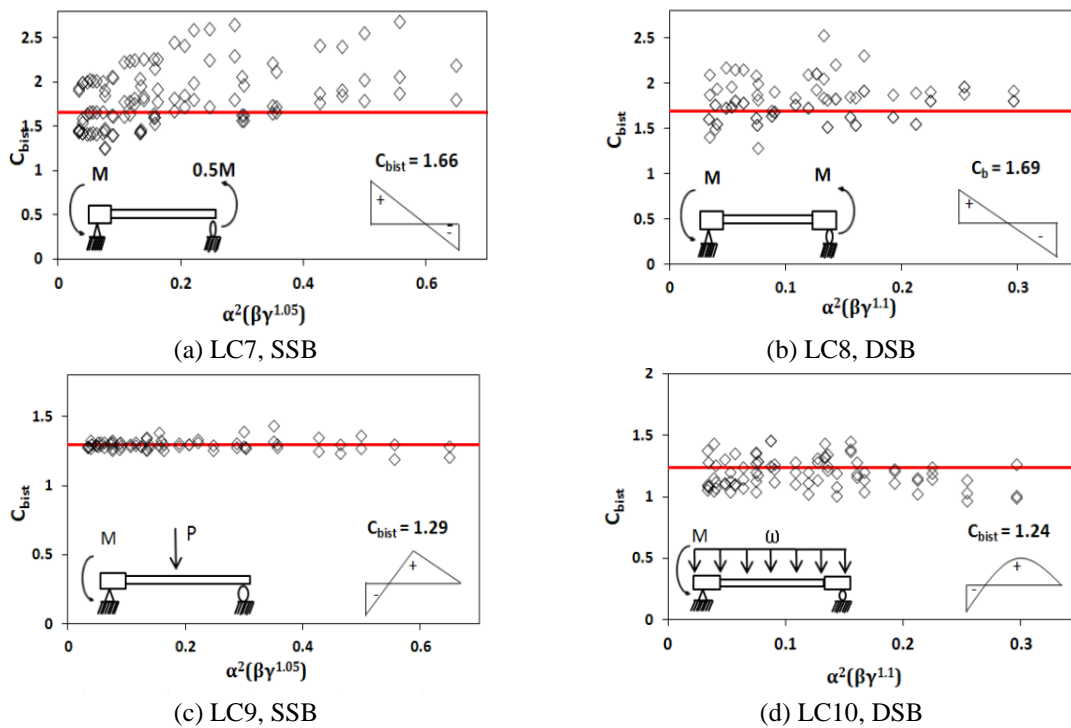 2.5
2
1.5
1
0.5
0
C_bist
M
0.5M
C_bist = 1.66
+
-
0 0.2 0.4 0.6
α²(βγ^1.05)
(a) LC7, SSB
2.5
2
1.5
1
0.5
0
C_bist
M
M
C_b = 1.69
+
-
0 0.1 0.2 0.3
α²(βγ^1.1)
(b) LC8, DSB
1.5
1
0.5
0
C_bist
M
P
C_bist = 1.29
+
-
0 0.2 0.4 0.6
α²(βγ^1.05)
(c) LC9, SSB
2
1.5
1
0.5
0
C_bist
M
ω
C_bist = 1.24
+
-
0 0.1 0.2 0.3
α²(βγ^1.1)
(d) LC10, DSB